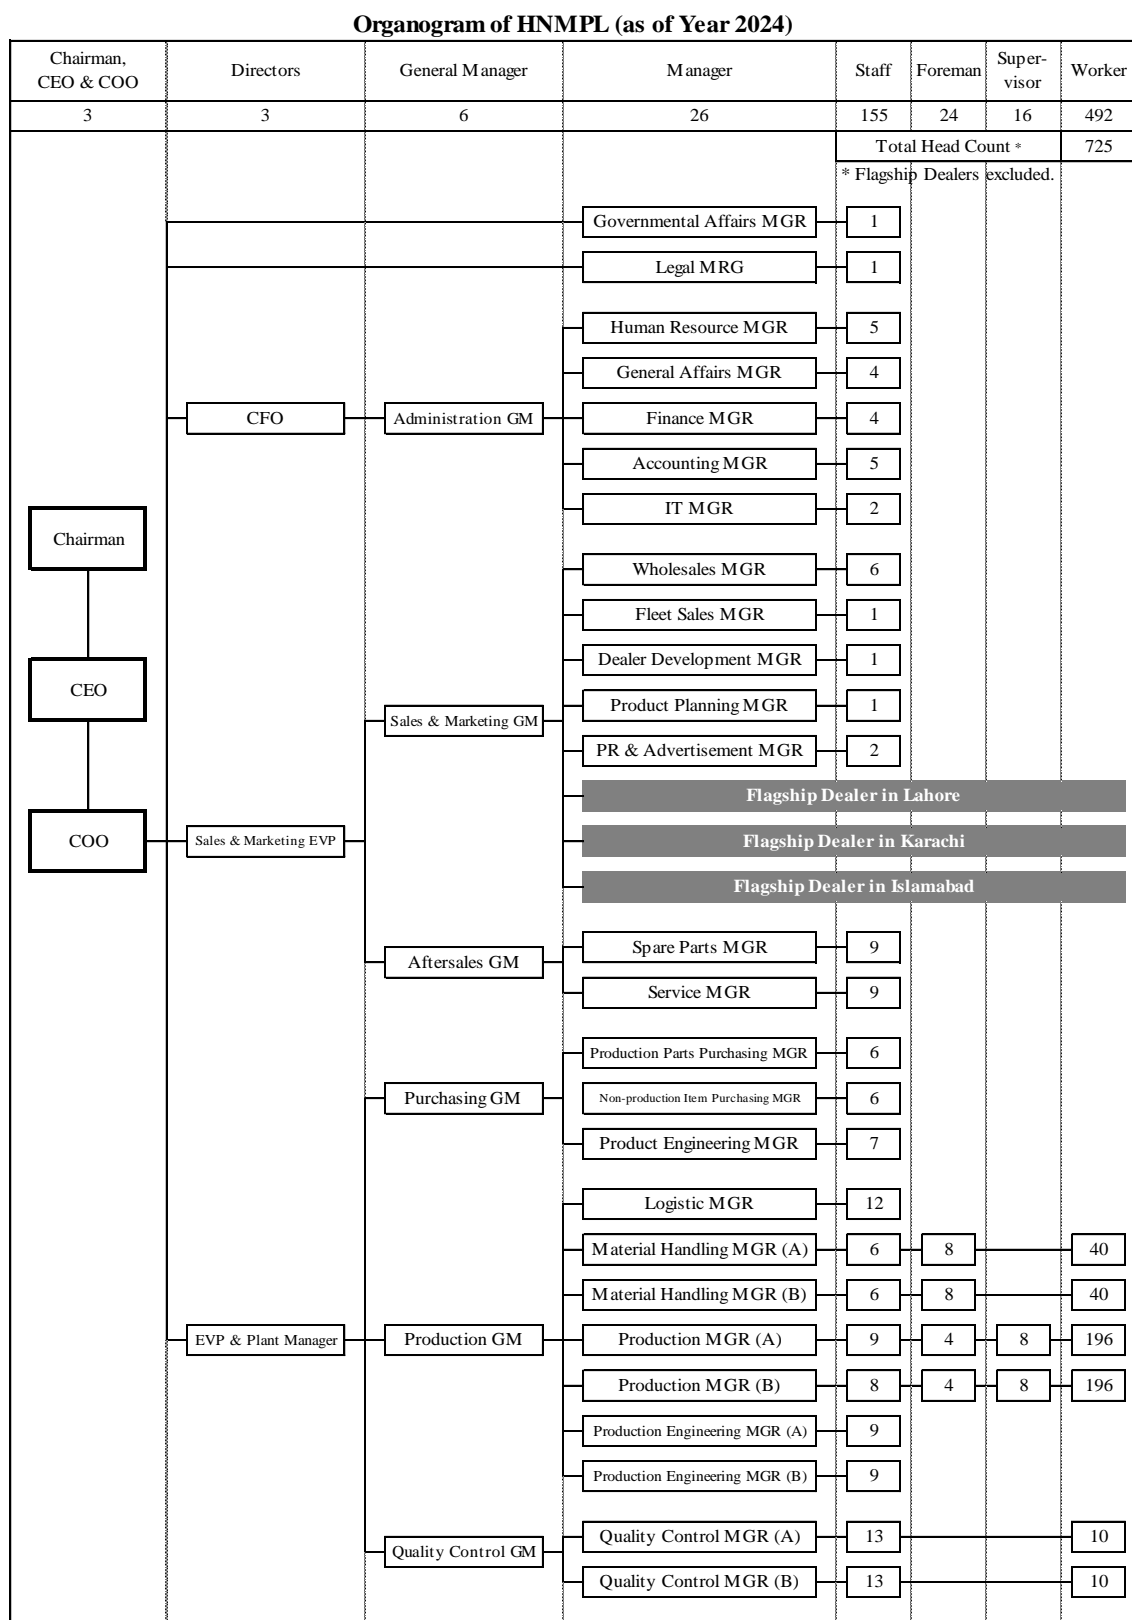 Organogram of HNMPL (as of Year 2024)
Chairman,
CEO & COO
Directors
General Manager
Manager
Staff
Foreman
Super-
visor
Worker
3
3
6
26
155
24
16
492
Total Head Count *
725
* Flagship Dealers excluded.
Governmental Affairs MGR
1
Legal MRG
1
Human Resource MGR
5
General Affairs MGR
4
CFO
Administration GM
Finance MGR
4
Accounting MGR
5
IT MGR
2
Chairman
Wholesales MGR
6
Fleet Sales MGR
1
Dealer Development MGR
1
CEO
Product Planning MGR
1
Sales & Marketing GM
PR & Advertisement MGR
2
Flagship Dealer in Lahore
COO
Sales & Marketing EVP
Flagship Dealer in Karachi
Flagship Dealer in Islamabad
Aftersales GM
Spare Parts MGR
9
Service MGR
9
Production Parts Purchasing MGR
6
Purchasing GM
Non-production Item Purchasing MGR
6
Product Engineering MGR
7
Logistic MGR
12
Material Handling MGR (A)
6
8
40
Material Handling MGR (B)
6
8
40
EVP & Plant Manager
Production GM
Production MGR (A)
9
4
8
196
Production MGR (B)
8
4
8
196
Production Engineering MGR (A)
9
Production Engineering MGR (B)
9
Quality Control GM
Quality Control MGR (A)
13
10
Quality Control MGR (B)
13
10